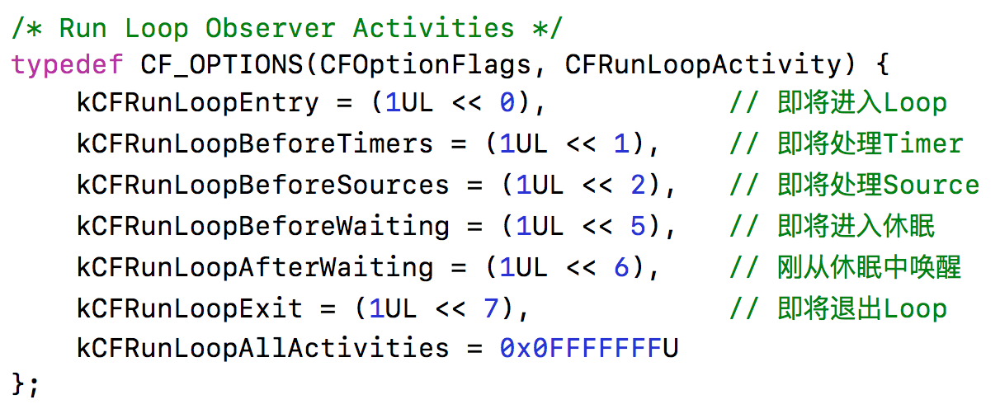 /* Run Loop Observer Activities */
typedef CF_OPTIONS(CFOptionFlags, CFRunLoopActivity) {
    kCFRunLoopEntry = (1UL << 0),           // 即将进入Loop
    kCFRunLoopBeforeTimers = (1UL << 1),    // 即将处理Timer
    kCFRunLoopBeforeSources = (1UL << 2),   // 即将处理Source
    kCFRunLoopBeforeWaiting = (1UL << 5),   // 即将进入休眠
    kCFRunLoopAfterWaiting = (1UL << 6),    // 刚从休眠中唤醒
    kCFRunLoopExit = (1UL << 7),            // 即将退出Loop
    kCFRunLoopAllActivities = 0x0FFFFFFFU
};